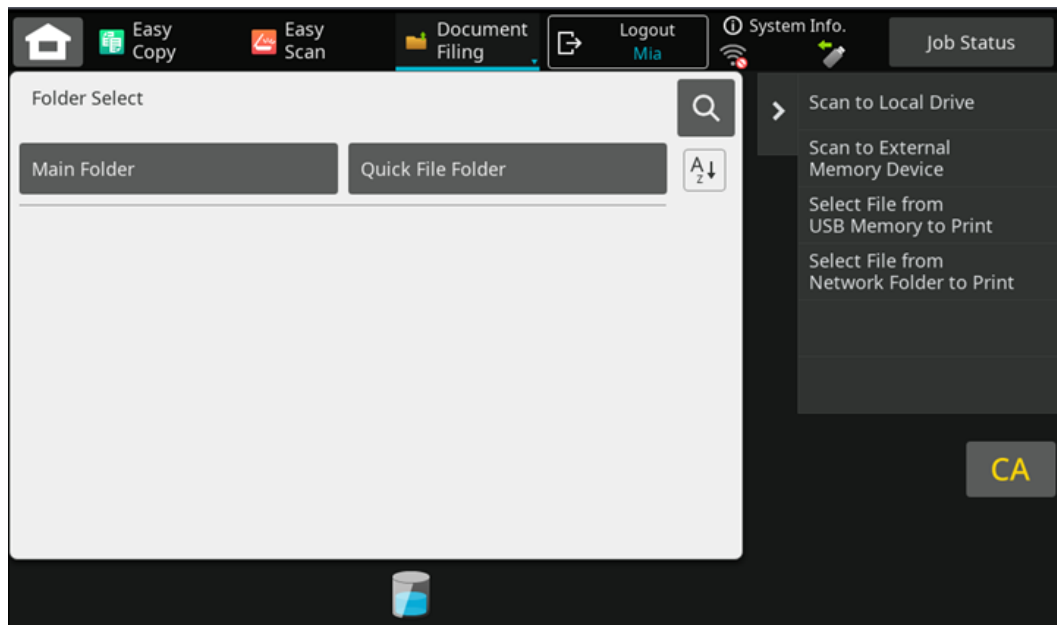 Easy
Copy
Easy
Scan
Document
Filing
Logout
Mia
System Info.
Job Status
Folder Select
Main Folder
Quick File Folder
A
Z
Scan to Local Drive
Scan to External
Memory Device
Select File from
USB Memory to Print
Select File from
Network Folder to Print
CA